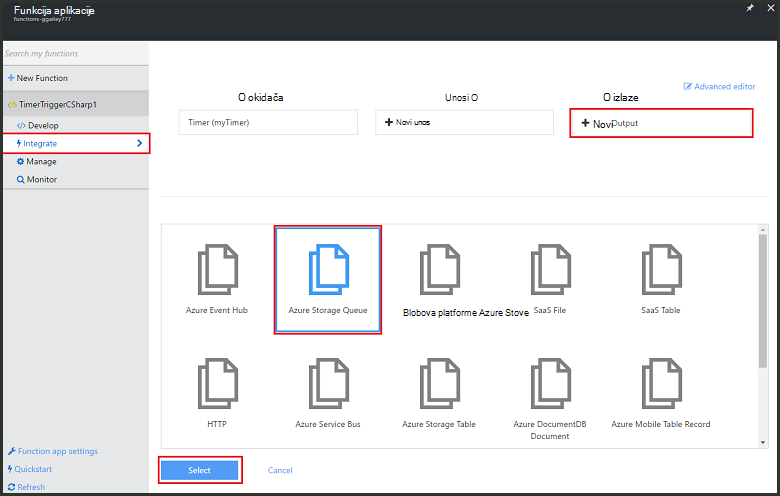 Funkcija aplikacije
functions-ggailey777
Search my functions
New Function
TimerTriggerCSharp1
Develop
Integrate
Manage
Monitor
Function app settings
Quickstart
Refresh
Advanced editor
O okidača
Unosi O
O izlaze
Timer (myTimer)
Novi unos
Novi Output
Azure Event Hub
Azure Storage Queue
Blobova platforme Azure Stove
SaaS File
SaaS Table
HTTP
Azure Service Bus
Azure Storage Table
Azure DocumentDB
Document
Azure Mobile Table Record
Select
Cancel